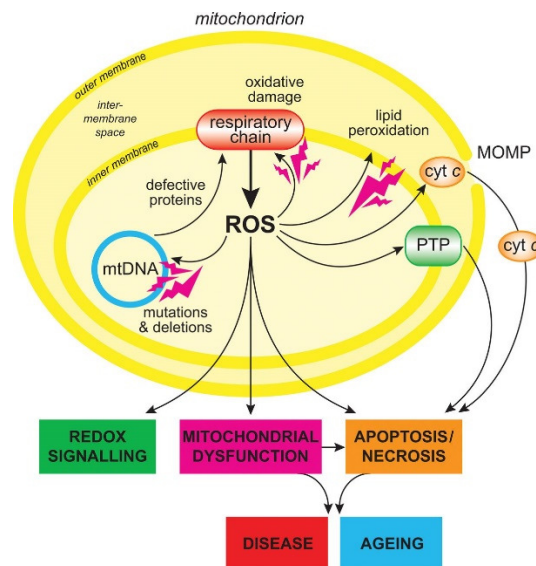 mitochondrion
outer membrane
inter-
membrane
space
inner membrane
oxidative
damage
respiratory
chain
lipid
peroxidation
cyt c
MOMP
defective
proteins
ROS
mtDNA
mutations
& deletions
PTP
cyt c
REDOX
SIGNALLING
MITOCHONDRIAL
DYSFUNCTION
APOPTOSIS/
NECROSIS
DISEASE
AGEING